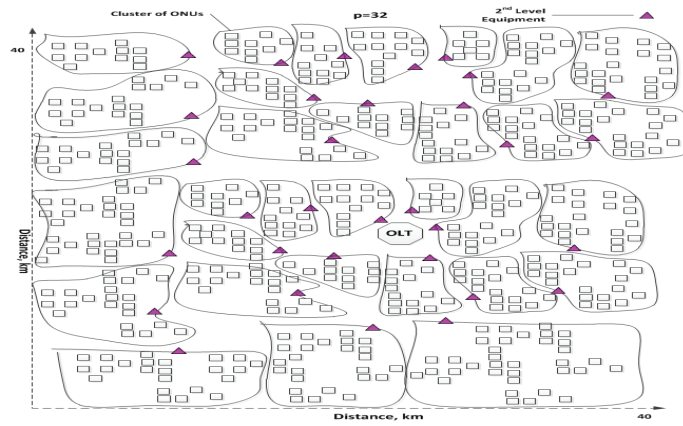 Cluster of ONUs
p=32
2nd Level
Equipment
40
OLT
Distance, km
Distance, km
40